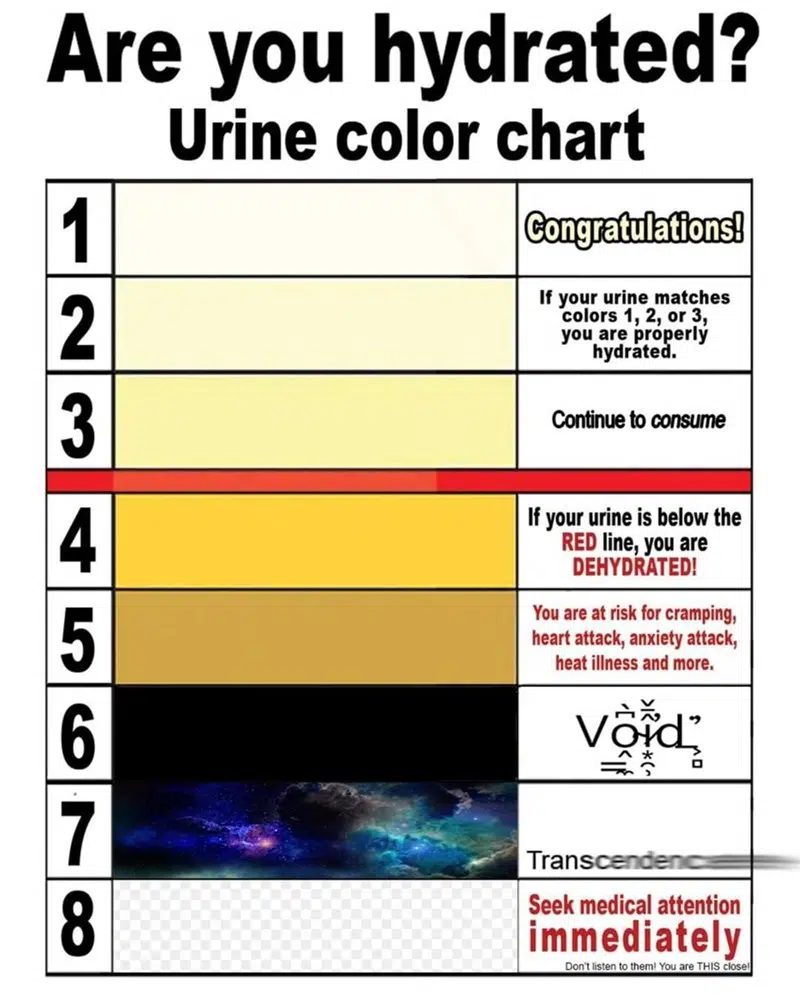 Are you hydrated?
Urine color chart
1
Congratulations!
2
If your urine matches
colors 1, 2, or 3,
you are properly
hydrated.
3
Continue to consume
4
If your urine is below the
RED line, you are
DEHYDRATED!
5
You are at risk for cramping,
heart attack, anxiety attack,
heat illness and more.
6
Void
7
Transcendenc
8
Seek medical attention
immediately
Don't listen to them! You are THIS close!